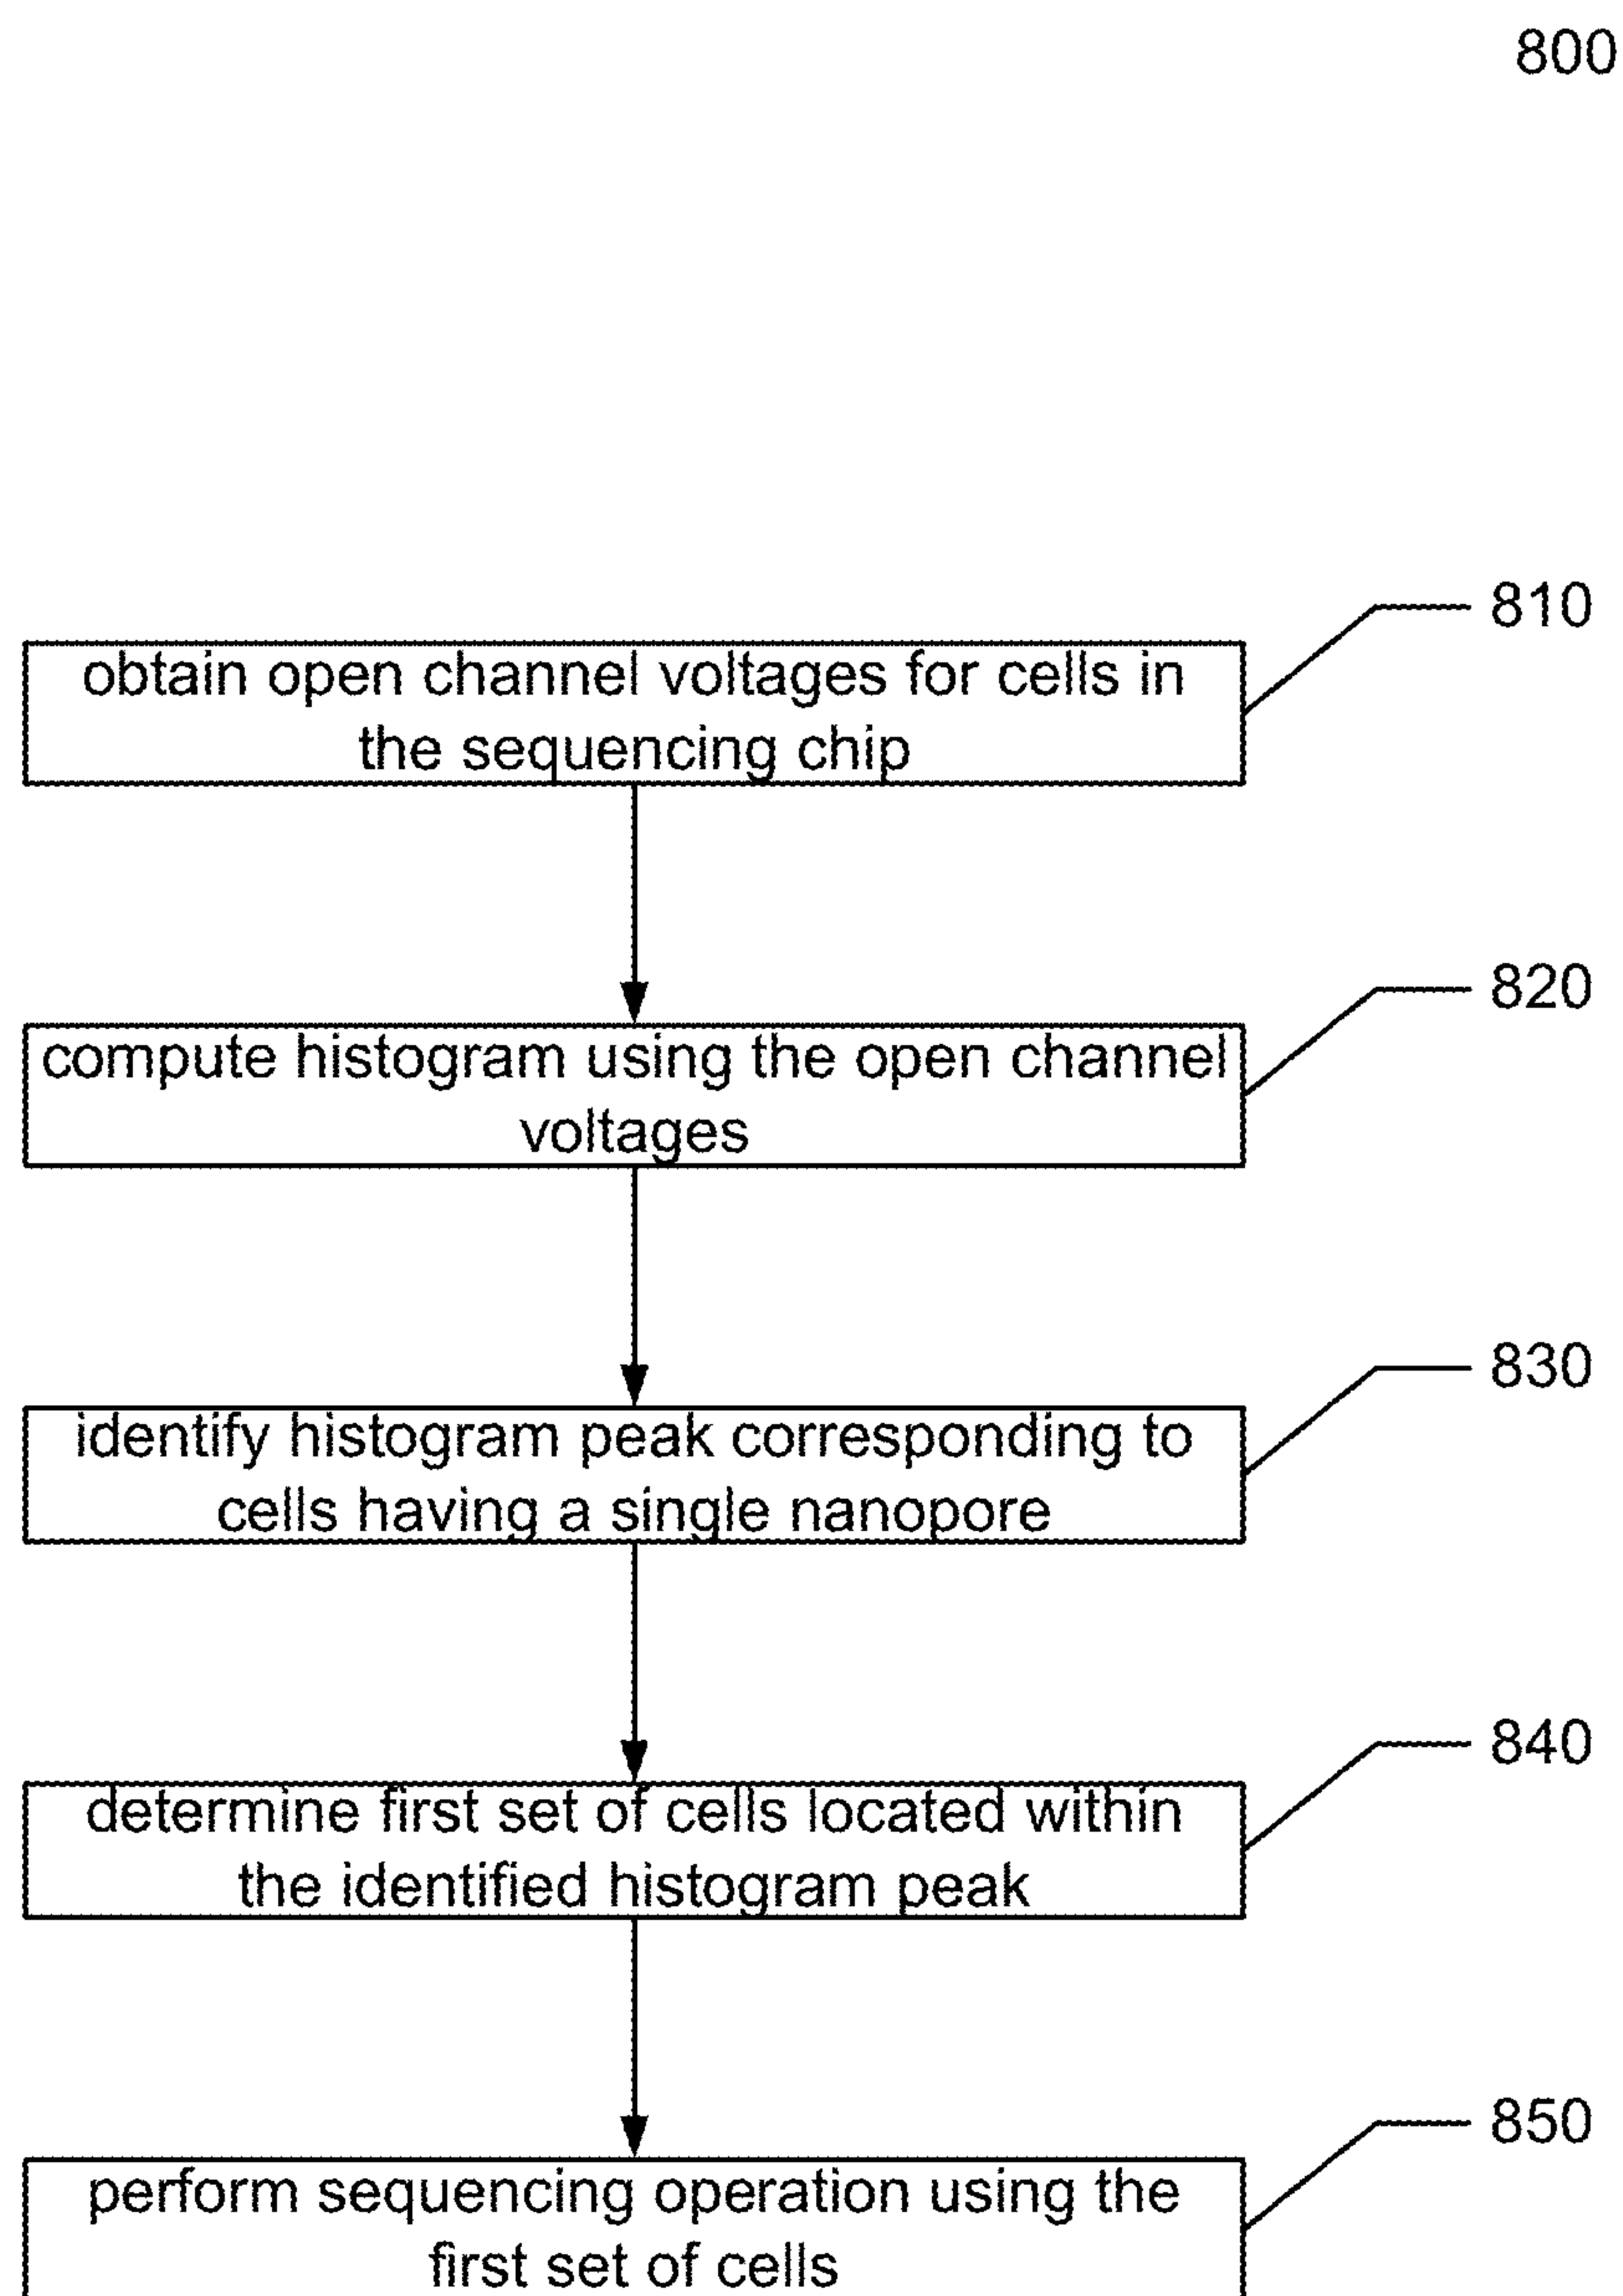 800
810
obtain open channel voltages for cells in
the sequencing chip
820
compute histogram using the open channel
voltages
830
identify histogram peak corresponding to
cells having a single nanopore
840
determine first set of cells located within
the identified histogram peak
850
perform sequencing operation using the
first set of cells